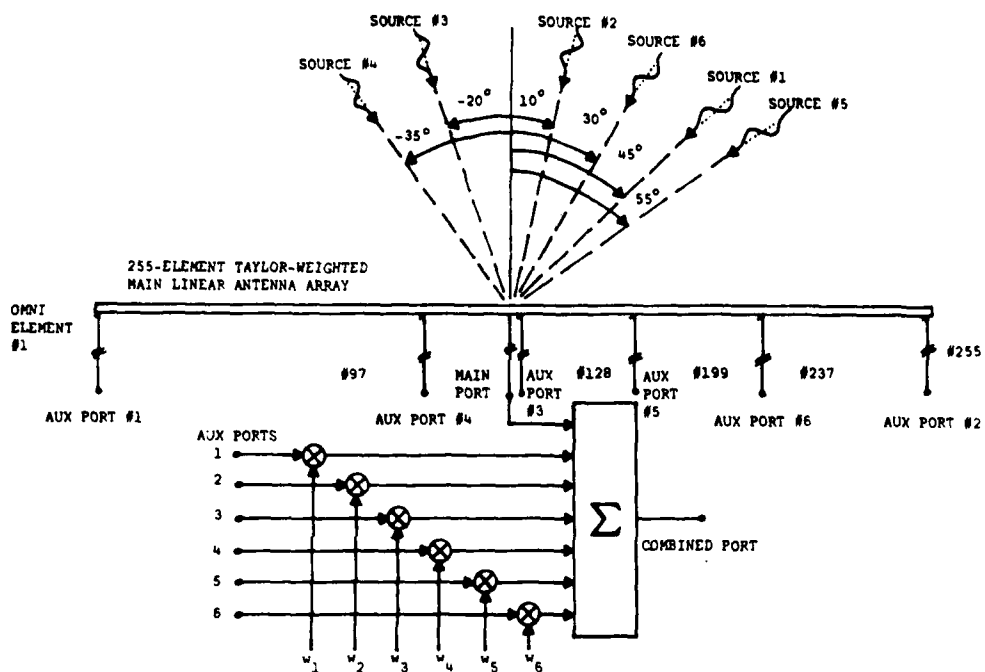 SOURCE #3
SOURCE #2
SOURCE #6
SOURCE #4
SOURCE #1
SOURCE #5
-20°
10°
30°
-35°
45°
55°
255-ELEMENT TAYLOR-WEIGHTED
MAIN LINEAR ANTENNA ARRAY
OMNI
ELEMENT
#1
#97
MAIN
PORT
AUX
PORT
#3
#128
AUX
PORT
#5
#199
#237
#255
AUX PORT #1
AUX PORT #4
AUX PORT #6
AUX PORT #2
AUX PORTS
1
2
3
4
5
6
Σ
COMBINED PORT
w1
w2
w3
w4
w5
w6